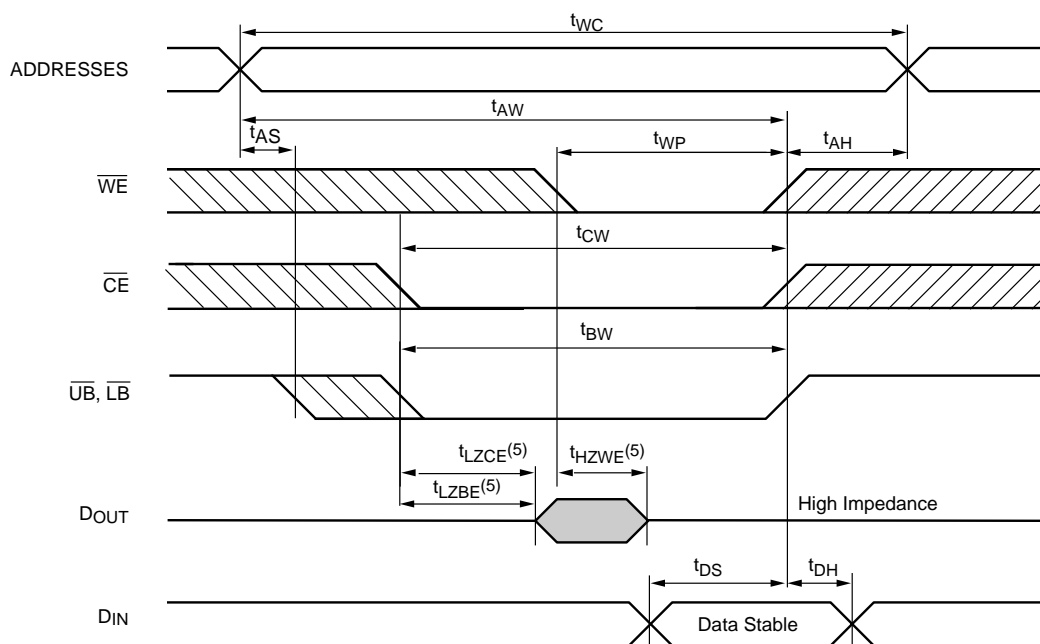 tWC
ADDRESSES
tAW
tAS
tWP
tAH
WE
tCW
CE
tBW
UB, LB
tLZCE(5)
tHZWE(5)
tLZBE(5)
DOUT
High Impedance
tDS
tDH
DIN
Data Stable